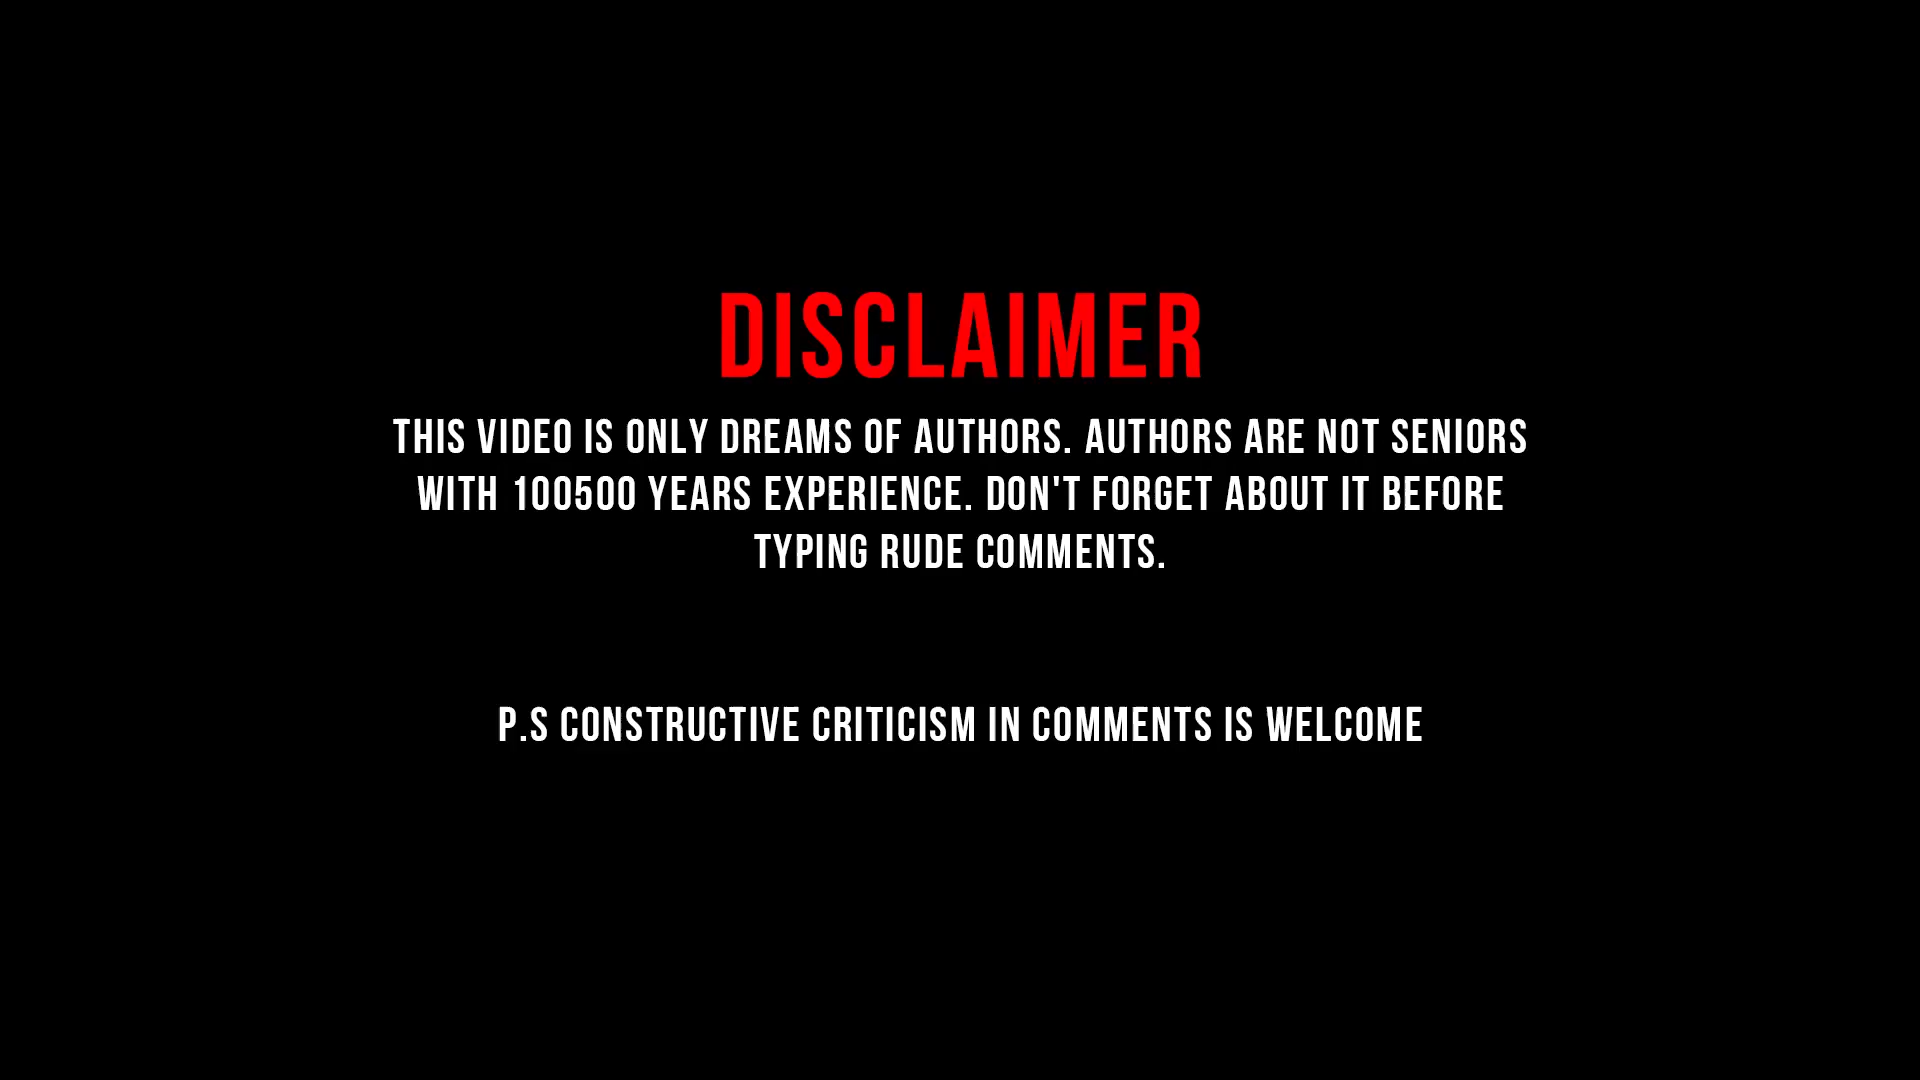 DISCLAIMER
THIS VIDEO IS ONLY DREAMS OF AUTHORS. AUTHORS ARE NOT SENIORS
WITH 100500 YEARS EXPERIENCE. DON'T FORGET ABOUT IT BEFORE
TYPING RUDE COMMENTS.
P.S CONSTRUCTIVE CRITICISM IN COMMENTS IS WELCOME